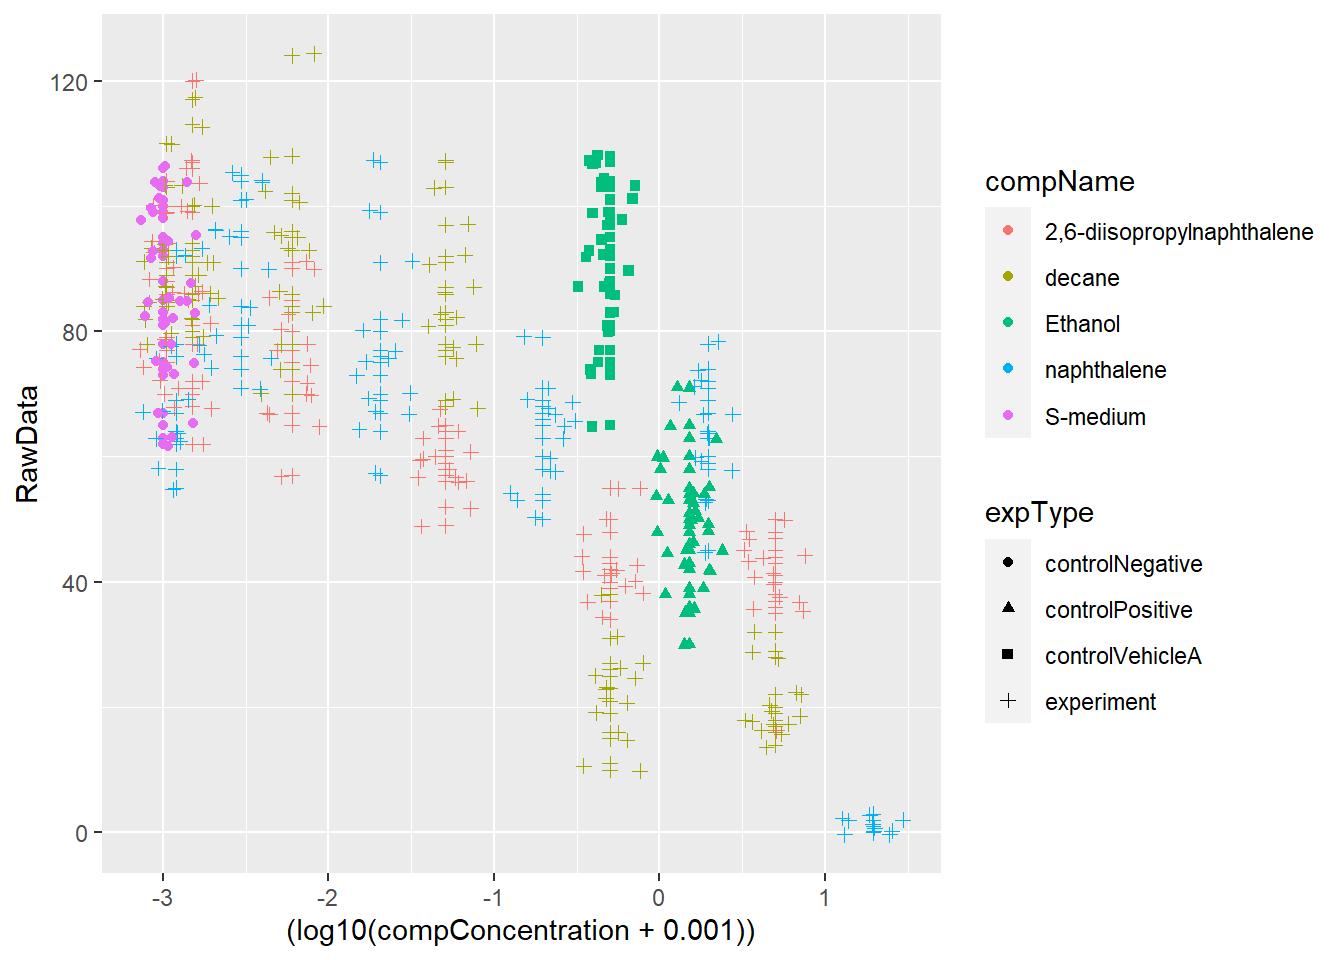 120
80
40
0
RawData
-3
-2
-1
0
1
(log10(compConcentration + 0.001))
compName
2,6-diisopropylnaphthalene
decane
Ethanol
naphthalene
S-medium
expType
controlNegative
controlPositive
controlVehicleA
experiment